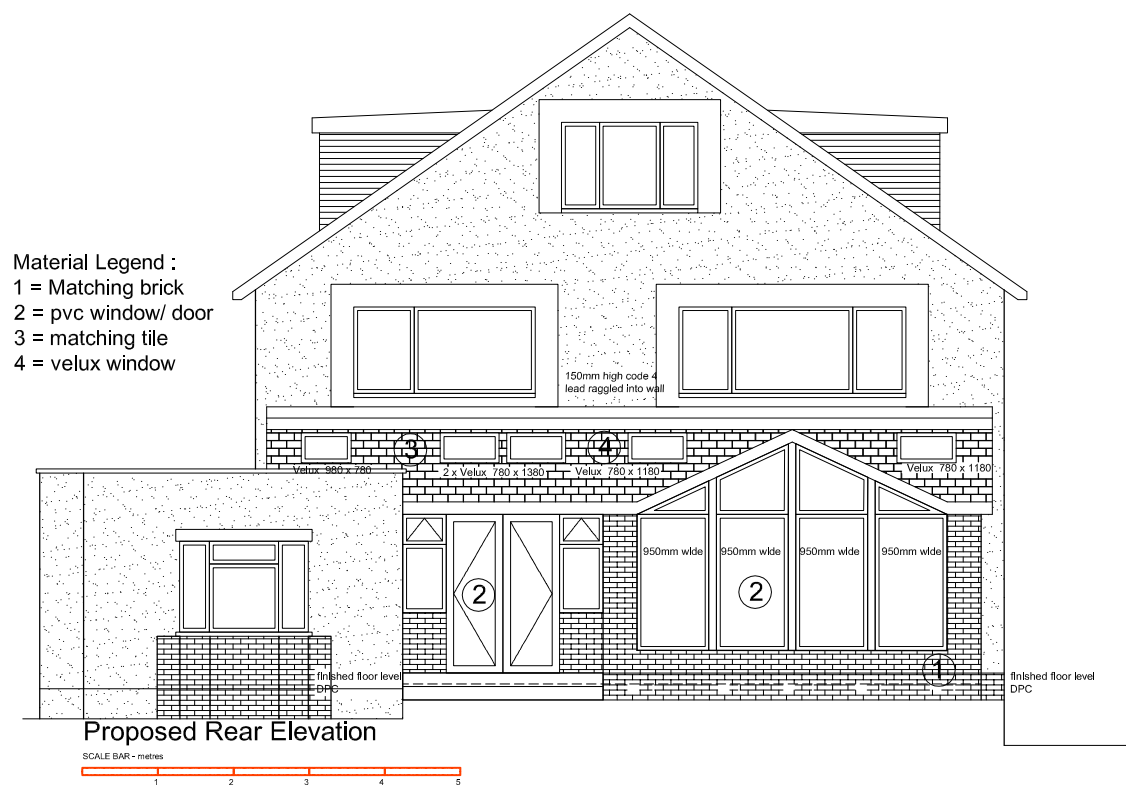 Material Legend :
1 = Matching brick
2 = pvc window/ door
3 = matching tile
4 = velux window
150mm high code 4
lead raggled into wall
3
4
Velux 980 x 780
2 x Velux 780 x 1380
Velux 780 x 1180
Velux 780 x 1180
950mm wide
950mm wide
950mm wide
950mm wide
2
2
1
finished floor level
DPC
finished floor level
DPC
Proposed Rear Elevation
SCALE BAR - metres
1 2 3 4 5